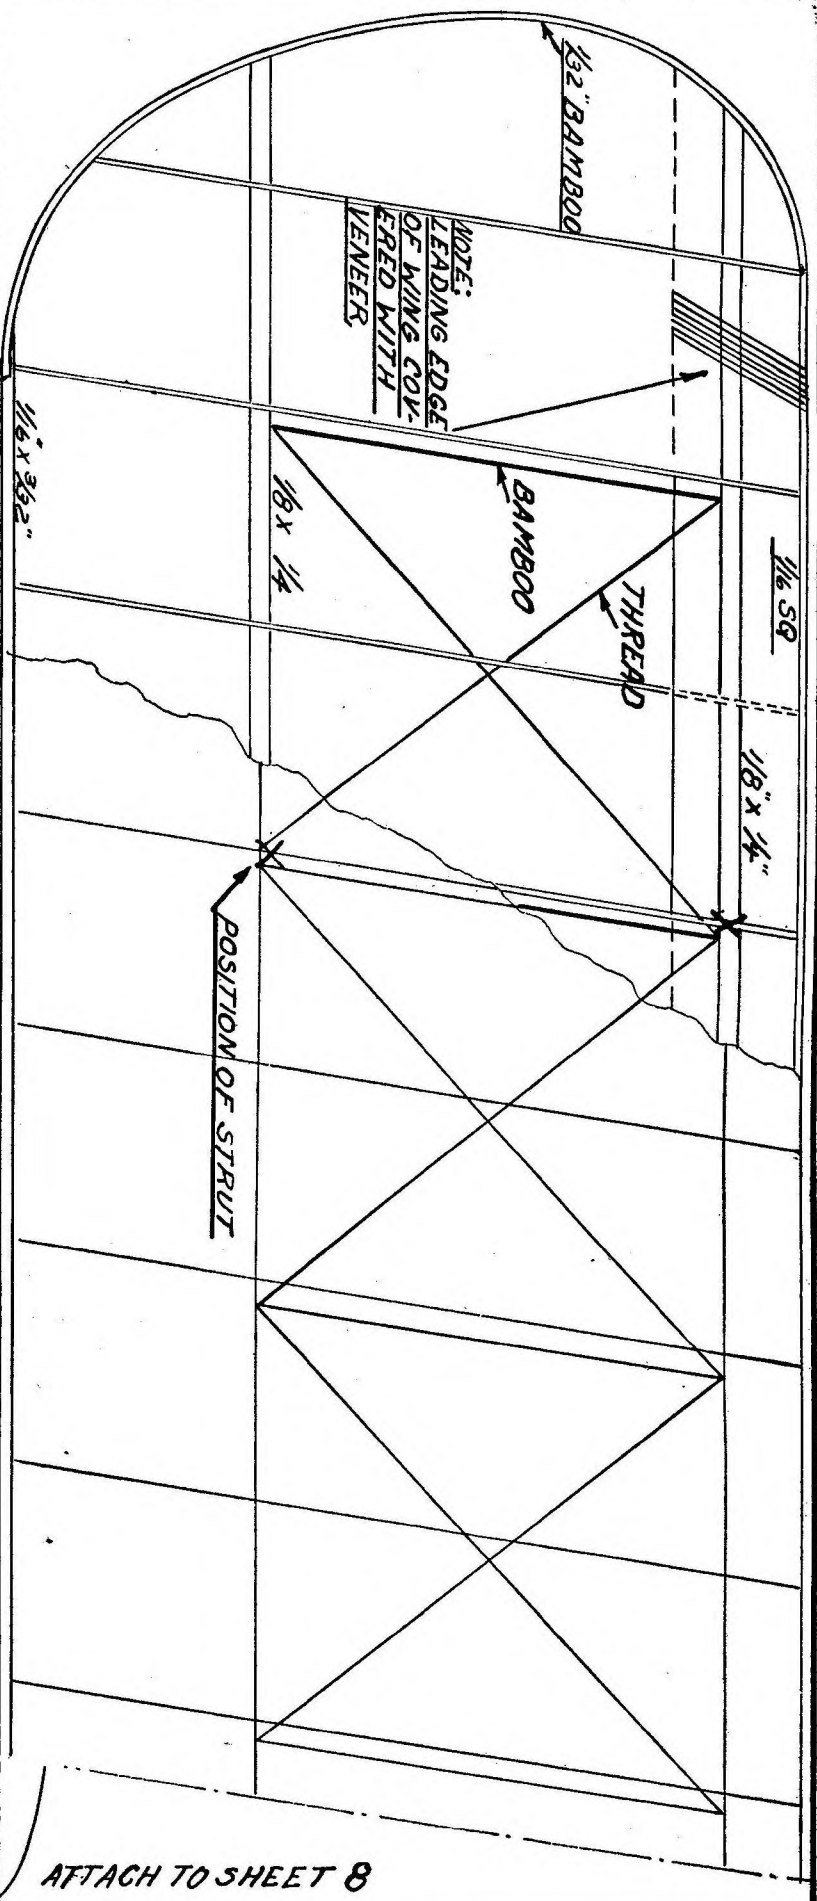 1/32" BAMBOO
NOTE:
LEADING EDGE
OF WING COV-
ERED WITH
VENEER
BAMBOO
THREAD
1/16 SQ
1/8" x 1/4"
1/8 x 1/4
1/16" x 3/32"
POSITION OF STRUT
ATTACH TO SHEET 8